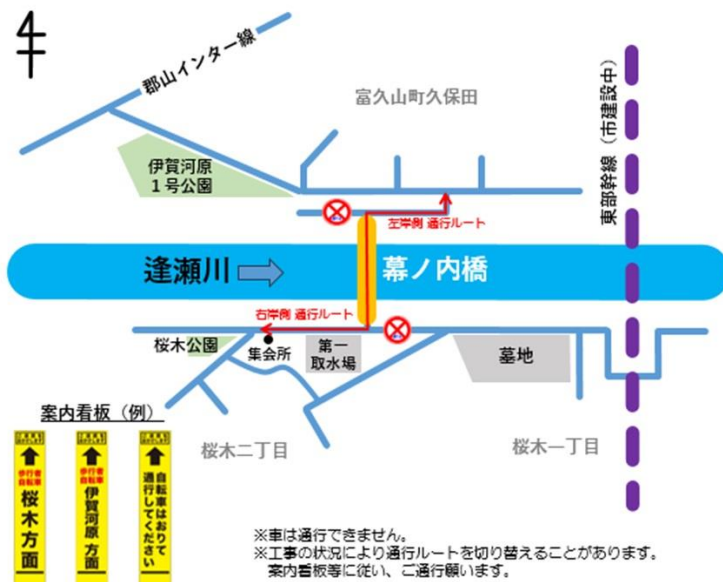 郡山インター線
富久山町久保田
東部幹線（市建設中）
伊賀河原
１号公園
左岸側 通行ルート
逢瀬川
幕ノ内橋
右岸側 通行ルート
桜木公園
集会所
第一
取水場
墓地
案内看板（例）
桜木二丁目
桜木一丁目
歩行者
自転車
桜木方面
歩行者
自転車
伊賀河原 方面
自転車はおりて
通行してください
※車は通行できません。
※工事の状況により通行ルートを切り替えることがあります。
案内看板等に従い、ご通行願います。